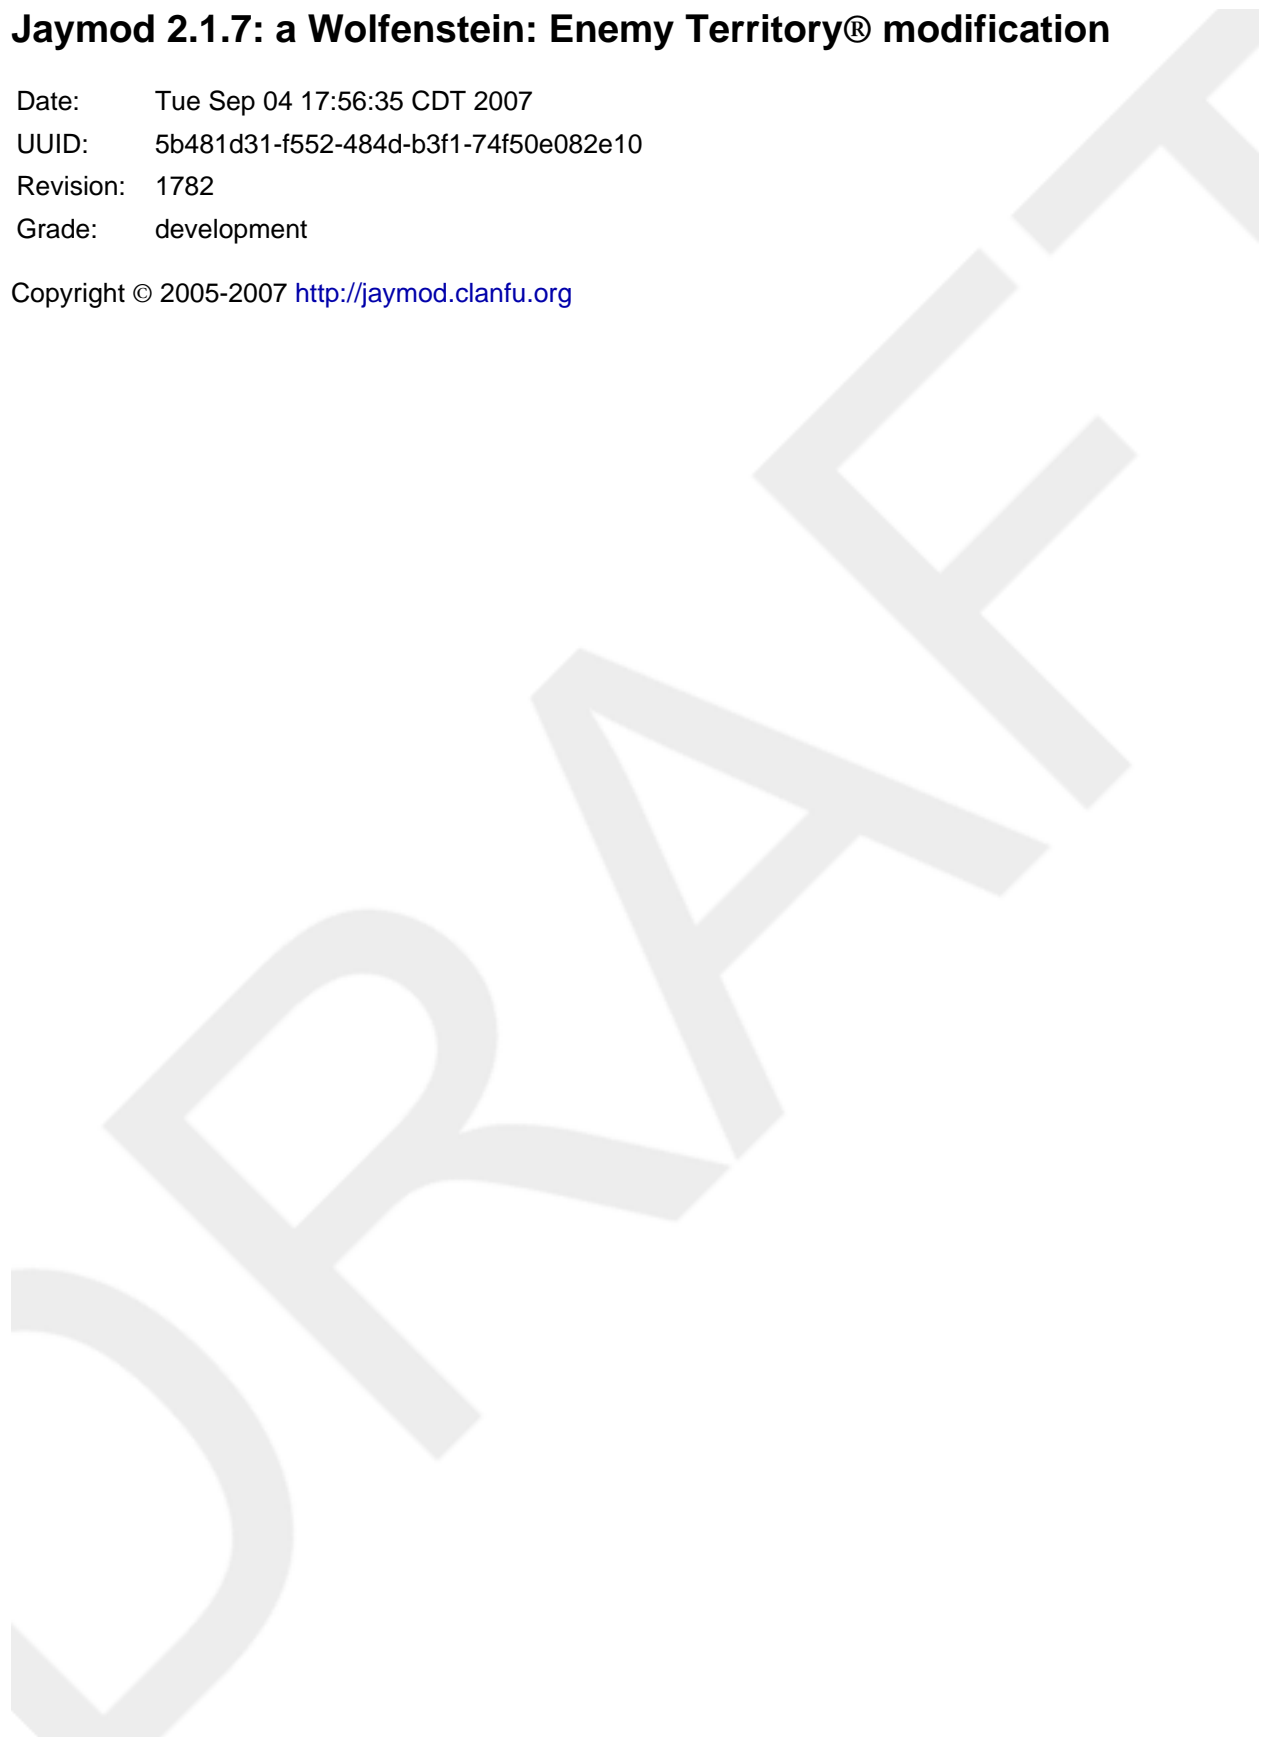 Jaymod 2.1.7: a Wolfenstein: Enemy Territory® modification
Date: Tue Sep 04 17:56:35 CDT 2007
UUID: 5b481d31-f552-484d-b3f1-74f50e082e10
Revision: 1782
Grade: development
Copyright © 2005-2007 http://jaymod.clanfu.org
DRAFT